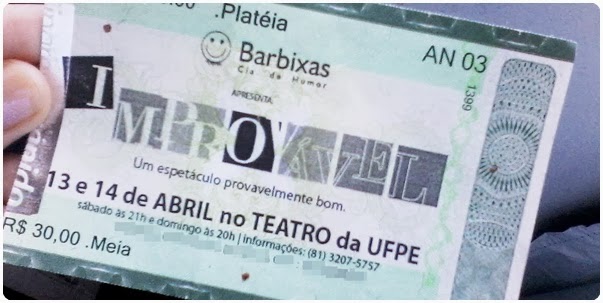 .Platéia
AN 03
1399
Barbixas
Cia. de Humor
APRESENTA
IMPROVÁVEL
Um espetáculo provavelmente bom.
13 e 14 de ABRIL no TEATRO da UFPE
sábado às 21h e domingo às 20h | Informações: (81) 3207-5757
R$ 30,00 .Meia